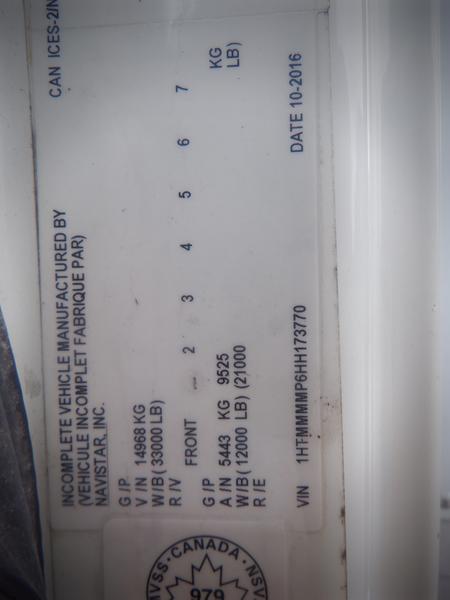 CAN ICES-2/N
INCOMPLETE VEHICLE MANUFACTURED BY
(VEHICULE INCOMPLET FABRIQUE PAR)
NAVISTAR, INC.
G/P
V/N 14968 KG
W/B( 33000 LB)
R/V FRONT 2 3 4 5 6 7
G/P
A/N 5443 KG 9525 KG
W/B( 12000 LB) (21000 LB)
R/E
VIN 1HTMMMMP6HH173770 DATE 10-2016
MVSS·CANADA·NSV
979